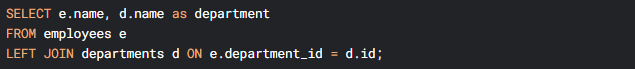 SELECT e.name, d.name as department
FROM employees e
LEFT JOIN departments d ON e.department_id = d.id;